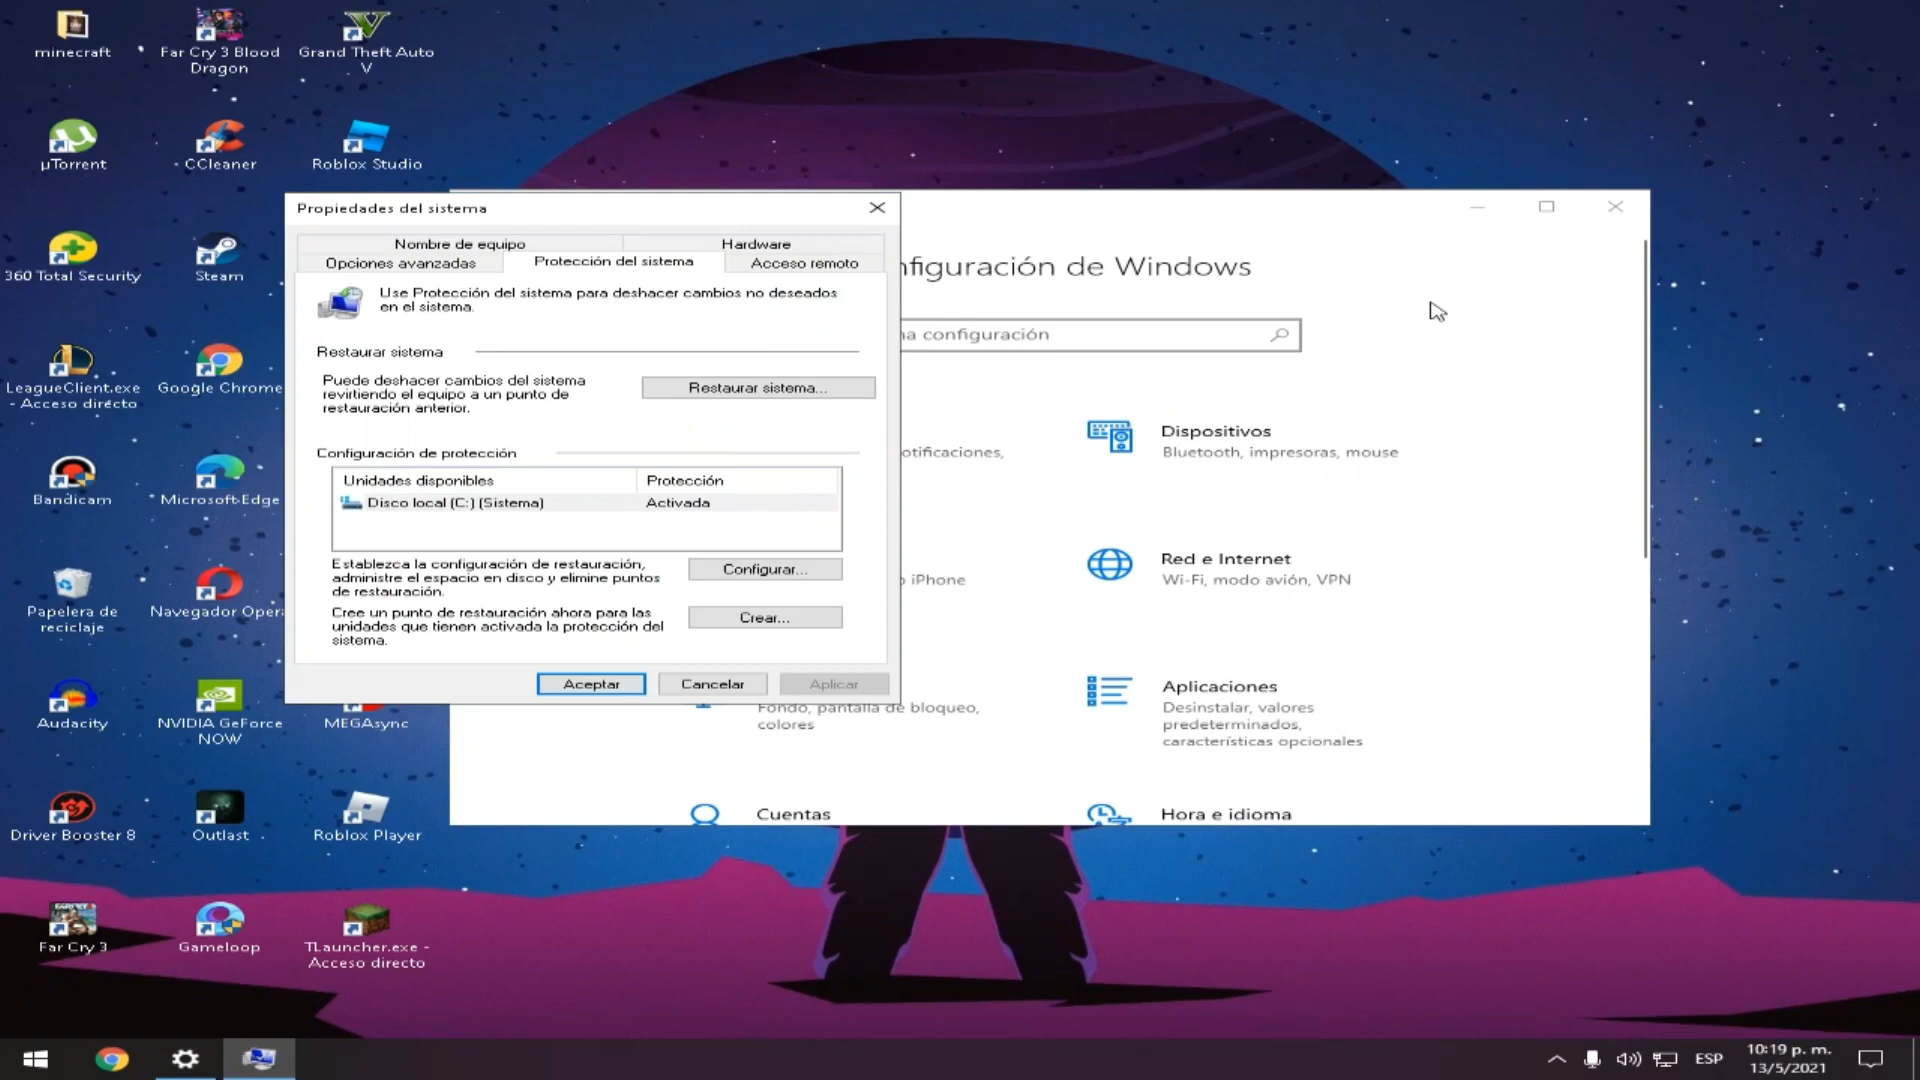 minecraft
Far Cry 3 Blood
Dragon
Grand Theft Auto
V
µTorrent
CCleaner
Roblox Studio
360 Total Security
Steam
LeagueClient.exe
- Acceso directo
Google Chrome
Bandicam
Microsoft Edge
Papelera de
reciclaje
Navegador Opera
Audacity
NVIDIA GeForce
NOW
MEGAsync
Driver Booster 8
Outlast
Roblox Player
Far Cry 3
Gameloop
TLauncher.exe -
Acceso directo
Propiedades del sistema
Nombre de equipo
Hardware
Opciones avanzadas
Protección del sistema
Acceso remoto
Use Protección del sistema para deshacer cambios no deseados
en el sistema.
Restaurar sistema
Puede deshacer cambios del sistema
revirtiendo el equipo a un punto de
restauración anterior.
Restaurar sistema...
Configuración de protección
Unidades disponibles
Protección
Disco local (C:) (Sistema)
Activada
Establezca la configuración de restauración,
administre el espacio en disco y elimine puntos
de restauración.
Configurar...
Cree un punto de restauración ahora para las
unidades que tienen activada la protección del
sistema.
Crear...
Aceptar
Cancelar
Aplicar
nfiguración de Windows
na configuración
otificaciones,
Dispositivos
Bluetooth, impresoras, mouse
o iPhone
Red e Internet
Wi-Fi, modo avión, VPN
Fondo, pantalla de bloqueo,
colores
Aplicaciones
Desinstalar, valores
predeterminados,
características opcionales
Cuentas
Hora e idioma
ESP
10:19 p. m.
13/5/2021